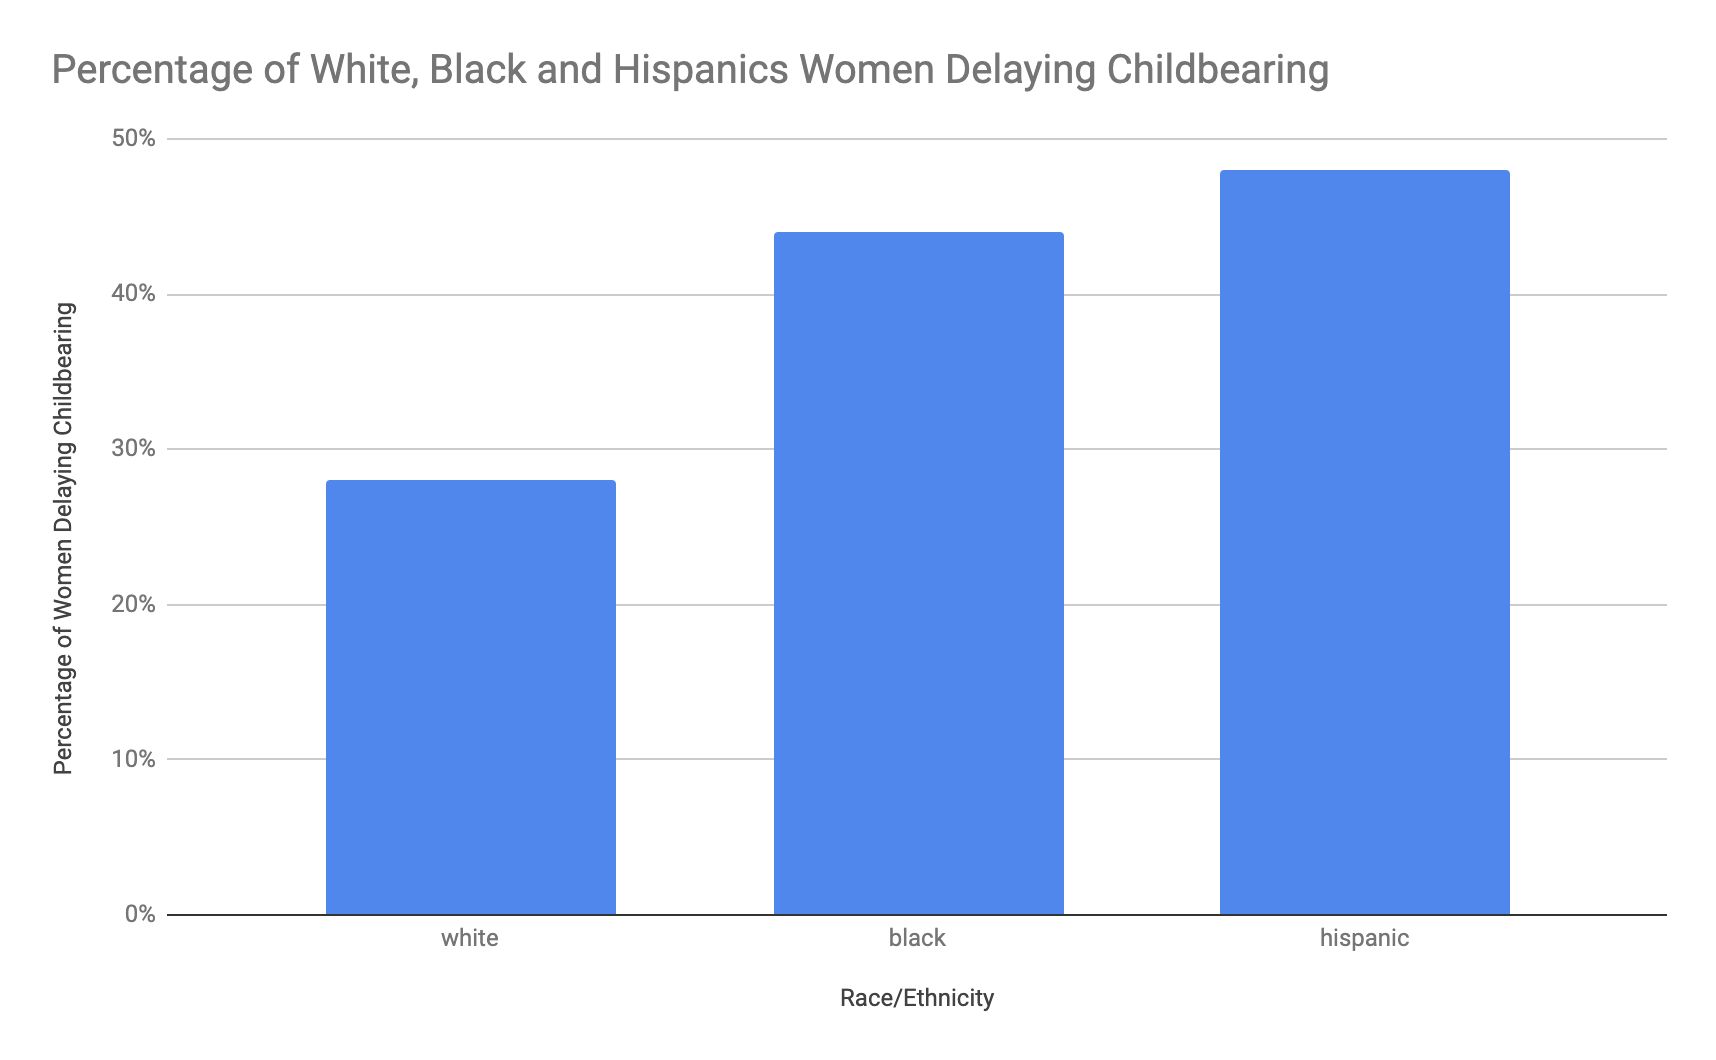 Percentage of White, Black and Hispanics Women Delaying Childbearing
Percentage of Women Delaying Childbearing
50%
40%
30%
20%
10%
0%
white
black
hispanic
Race/Ethnicity